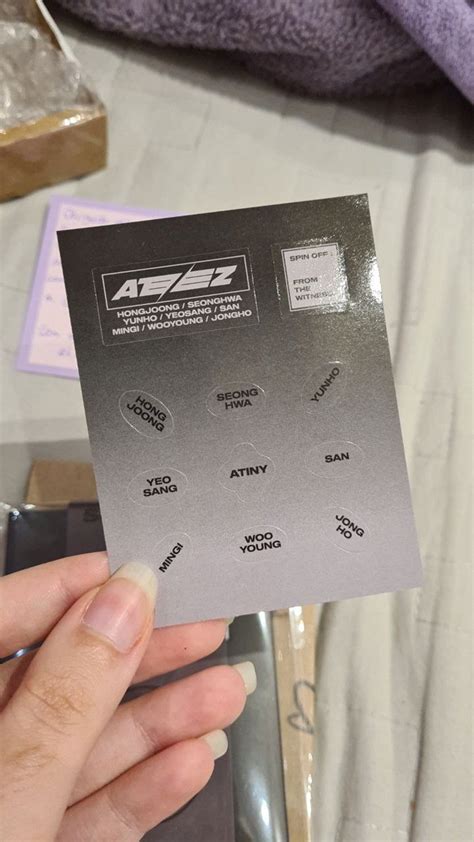 ATEEZ
HONGJOONG / SEONGHWA
YUNHO / YEOSANG / SAN
MINGI / WOOYOUNG / JONGHO
SPIN OFF :
FROM
THE
WITNESS
HONG
JOONG
SEONG
HWA
YUNHO
YEO
SANG
ATINY
SAN
MINGI
WOO
YOUNG
JONG
HO